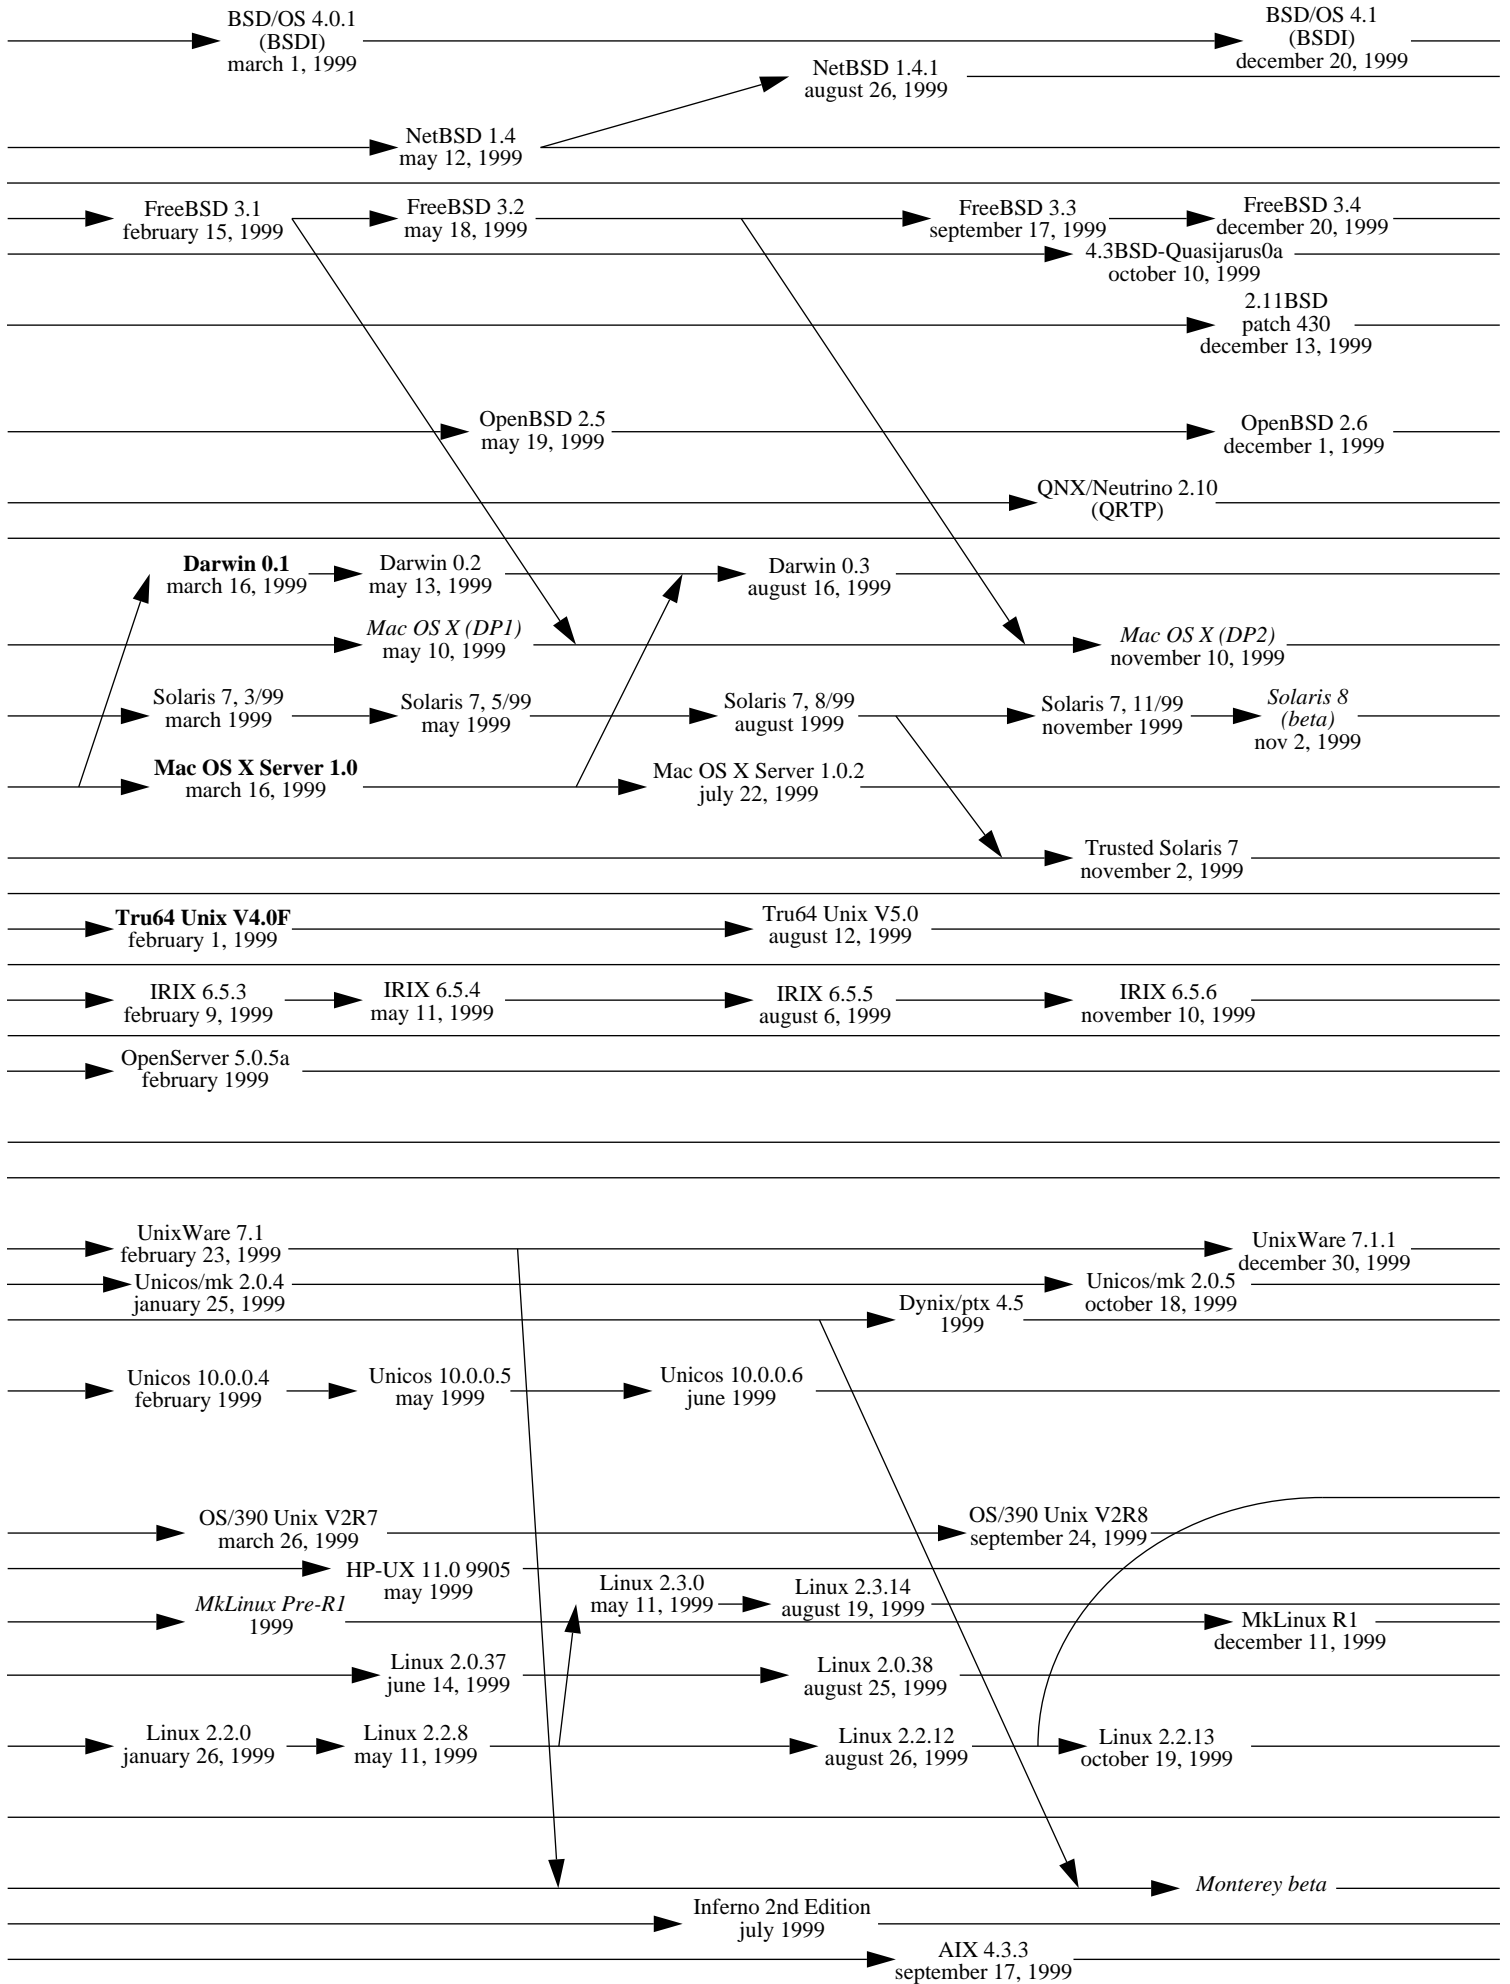 BSD/OS 4.0.1
(BSDI)
march 1, 1999
BSD/OS 4.1
(BSDI)
december 20, 1999
NetBSD 1.4.1
august 26, 1999
NetBSD 1.4
may 12, 1999
FreeBSD 3.1
february 15, 1999
FreeBSD 3.2
may 18, 1999
FreeBSD 3.3
september 17, 1999
FreeBSD 3.4
december 20, 1999
4.3BSD-Quasijarus0a
october 10, 1999
2.11BSD
patch 430
december 13, 1999
OpenBSD 2.5
may 19, 1999
OpenBSD 2.6
december 1, 1999
QNX/Neutrino 2.10
(QRTP)
Darwin 0.1
march 16, 1999
Darwin 0.2
may 13, 1999
Darwin 0.3
august 16, 1999
Mac OS X (DP1)
may 10, 1999
Mac OS X (DP2)
november 10, 1999
Solaris 7, 3/99
march 1999
Solaris 7, 5/99
may 1999
Solaris 7, 8/99
august 1999
Solaris 7, 11/99
november 1999
Solaris 8
(beta)
nov 2, 1999
Mac OS X Server 1.0
march 16, 1999
Mac OS X Server 1.0.2
july 22, 1999
Trusted Solaris 7
november 2, 1999
Tru64 Unix V4.0F
february 1, 1999
Tru64 Unix V5.0
august 12, 1999
IRIX 6.5.3
february 9, 1999
IRIX 6.5.4
may 11, 1999
IRIX 6.5.5
august 6, 1999
IRIX 6.5.6
november 10, 1999
OpenServer 5.0.5a
february 1999
UnixWare 7.1
february 23, 1999
UnixWare 7.1.1
december 30, 1999
Unicos/mk 2.0.4
january 25, 1999
Unicos/mk 2.0.5
october 18, 1999
Dynix/ptx 4.5
1999
Unicos 10.0.0.4
february 1999
Unicos 10.0.0.5
may 1999
Unicos 10.0.0.6
june 1999
OS/390 Unix V2R7
march 26, 1999
OS/390 Unix V2R8
september 24, 1999
HP-UX 11.0 9905
may 1999
Linux 2.3.0
may 11, 1999
Linux 2.3.14
august 19, 1999
MkLinux Pre-R1
1999
MkLinux R1
december 11, 1999
Linux 2.0.37
june 14, 1999
Linux 2.0.38
august 25, 1999
Linux 2.2.0
january 26, 1999
Linux 2.2.8
may 11, 1999
Linux 2.2.12
august 26, 1999
Linux 2.2.13
october 19, 1999
Monterey beta
Inferno 2nd Edition
july 1999
AIX 4.3.3
september 17, 1999